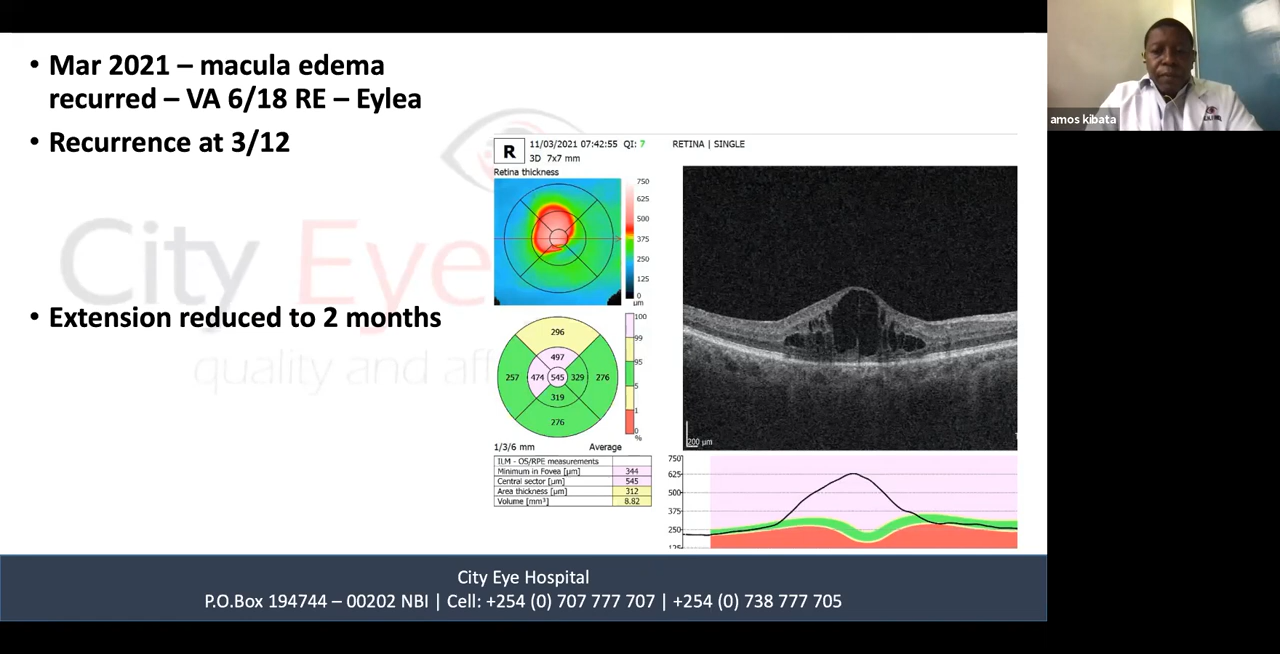 • Mar 2021 – macula edema
recurred – VA 6/18 RE – Eylea
• Recurrence at 3/12
• Extension reduced to 2 months
City Eye
quality and aff
R
11/03/2021 07:42:55 QI: 7
3D 7x7 mm
RETINA | SINGLE
Retina thickness
750
625
500
375
250
125
0
µm
100
99
95
5
1
0
%
296
497
257
474
545
329
276
319
276
1/3/6 mm
Average
ILM - OS/RPE measurements
Minimum in Fovea [µm] 344
Central sector [µm] 545
Area thickness [µm] 312
Volume [mm³] 8.82
200 µm
750
625
500
375
250
125
City Eye Hospital
P.O.Box 194744 – 00202 NBI | Cell: +254 (0) 707 777 707 | +254 (0) 738 777 705
amos kibata